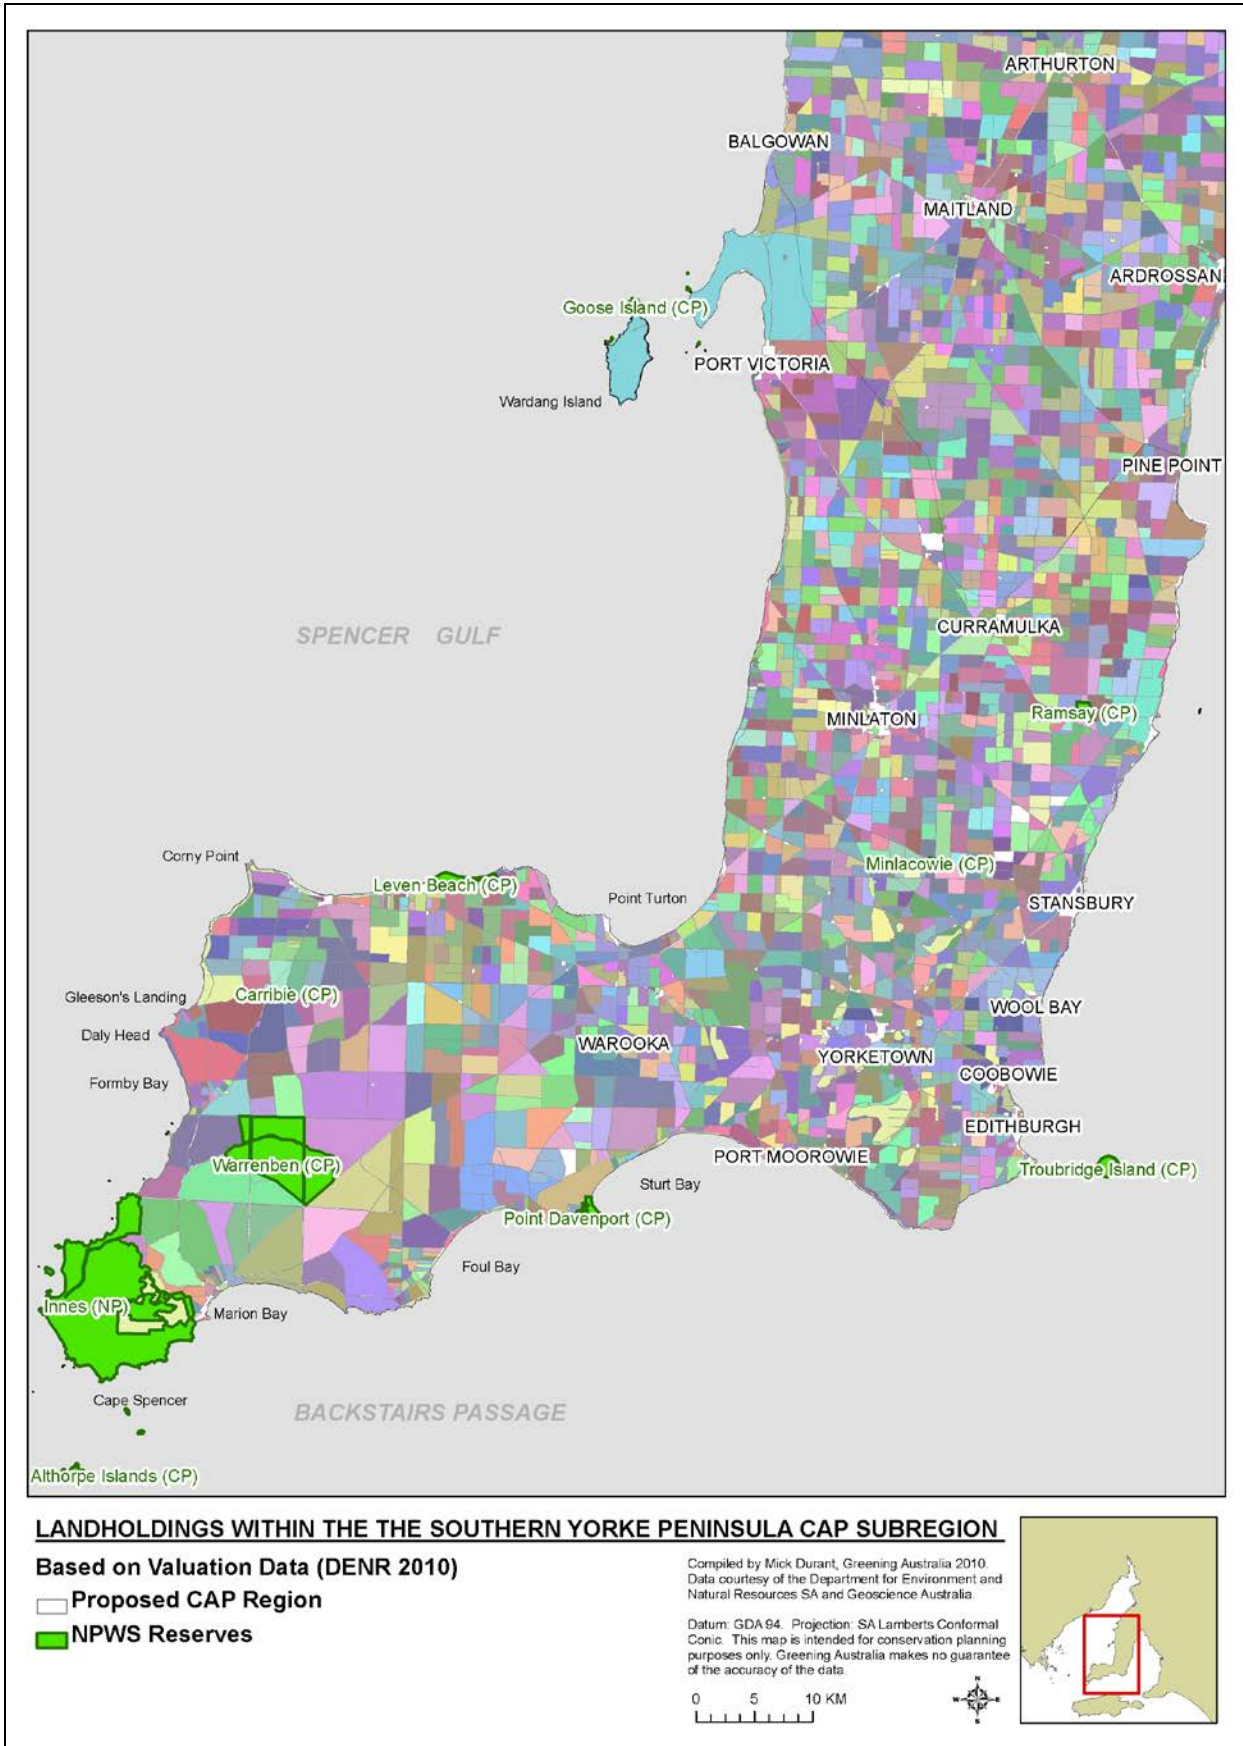 ARTHURTON
BALGOWAN
MAITLAND
ARDROSSAN
Goose Island (CP)
PORT VICTORIA
Wardang Island
PINE POINT
SPENCER GULF
CURRAMULKA
MINLATON
Ramsay (CP)
Corny Point
Leven Beach (CP)
Minlacowie (CP)
Point Turton
STANSBURY
Gleeson's Landing
Carribie (CP)
WOOL BAY
Daly Head
WAROOKA
YORKETOWN
Formby Bay
COOBOWIE
EDITHBURGH
Warrenben (CP)
PORT MOOROWIE
Troubridge Island (CP)
Sturt Bay
Point Davenport (CP)
Foul Bay
Innes (NP)
Marion Bay
Cape Spencer
BACKSTAIRS PASSAGE
Althorpe Islands (CP)
LANDHOLDINGS WITHIN THE THE SOUTHERN YORKE PENINSULA CAP SUBREGION
Based on Valuation Data (DENR 2010)
Proposed CAP Region
NPWS Reserves
Compiled by Mick Durant, Greening Australia 2010.
Data courtesy of the Department for Environment and
Natural Resources SA and Geoscience Australia.
Datum: GDA 94. Projection: SA Lamberts Conformal
Conic. This map is intended for conservation planning
purposes only. Greening Australia makes no guarantee
of the accuracy of the data.
0 5 10 KM
N
W E
S